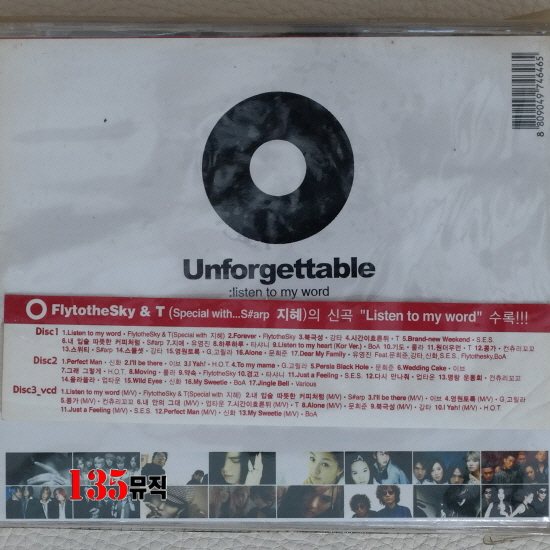 8 809049 746465
Unforgettable
:listen to my word
FlytotheSky & T (Special with...S#arp 지혜)의 신곡 "Listen to my word" 수록!!!
Disc1 1.Listen to my word - FlytotheSky & T(Special with 지혜) 2.Forever - FlytotheSky 3.북극성 - 강타 4.시간이흐른뒤 - T 5.Brand-new Weekend - S.E.S.
6.내 입술 따뜻한 커피처럼 - S#arp 7.지애 - 유영진 8.하루하루 - 타샤니 9.Listen to my heart (Kor Ver.) - BoA 10.기도 - 플라 11.원더우먼 - T 12.콩가 - 컨츄리꼬꼬
13.스위티 - S#arp 14.스물셋 - 강타 15.영원토록 - G.고릴라 16.Alone - 문희준 17.Dear My Family - 유영진 Feat.문희준,강타,신화,S.E.S,Flytothesky,BoA
Disc2 1.Perfect Man - 신화 2.I'll be there - 이브 3.I Yah! - H.O.T. 4.To my mama - G.고릴라 5.Persia Black Hole - 문희준 6.Wedding Cake - 이브
7.그래 그렇게 - H.O.T 8.Moving - 플라 9.약속 - FlytotheSky 10.경고 - 타샤니 11.Just a Feeling - S.E.S. 12.다시 만나줘 - 업타운 13.명랑 운동회 - 컨츄리꼬꼬
14.올라올라 - 업타운 15.Wild Eyes - 신화 16.My Sweetie - BoA 17.Jingle Bell - Various
Disc3_vcd 1.Listen to my word (M/V) - FlytotheSky & T(Special with 지혜) 2.내 입술 따뜻한 커피처럼 (M/V) - S#arp 3.I'll be there (M/V) - 이브 4.영원토록 (M/V) - G.고릴라
5.콩가 (M/V) - 컨츄리꼬꼬 6.내 안의 그대 (M/V) - 업타운 7.시간이흐른뒤 (M/V) - T 8.Alone (M/V) - 문희준 9.북극성 (M/V) - 강타 10.I Yah! (M/V) - H.O.T
11.Just a Feeling (M/V) - S.E.S. 12.Perfect Man (M/V) - 신화 13.My Sweetie (M/V) - BoA
135뮤직